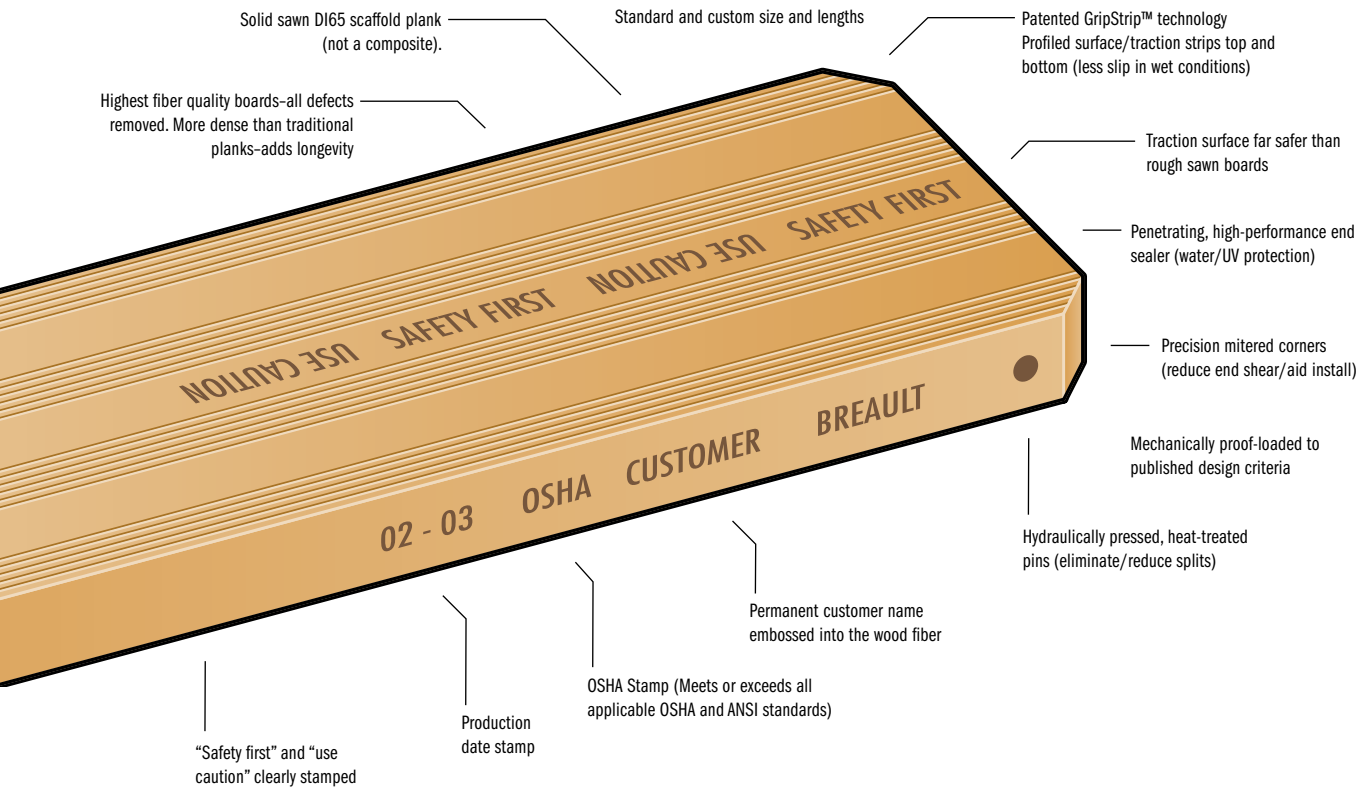 Solid sawn DI65 scaffold plank
(not a composite).
Standard and custom size and lengths
Patented GripStrip™ technology
Profiled surface/traction strips top and
bottom (less slip in wet conditions)
Highest fiber quality boards–all defects
removed. More dense than traditional
planks–adds longevity
Traction surface far safer than
rough sawn boards
Penetrating, high-performance end
sealer (water/UV protection)
Precision mitered corners
(reduce end shear/aid install)
Mechanically proof-loaded to
published design criteria
Hydraulically pressed, heat-treated
pins (eliminate/reduce splits)
USE CAUTION SAFETY FIRST USE CAUTION SAFETY FIRST
02 - 03 OSHA CUSTOMER BREAULT
Permanent customer name
embossed into the wood fiber
OSHA Stamp (Meets or exceeds all
applicable OSHA and ANSI standards)
Production
date stamp
“Safety first” and “use
caution” clearly stamped